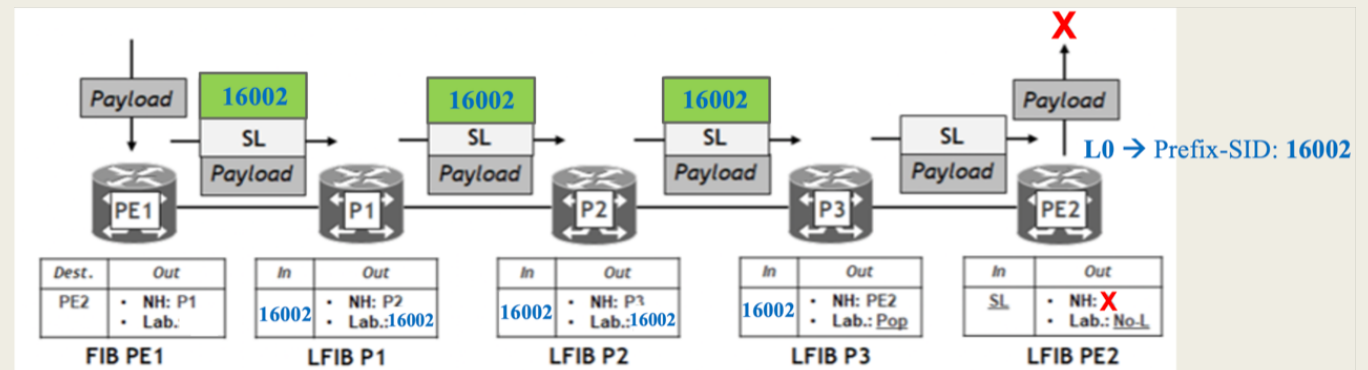 X
Payload
16002
16002
16002
Payload
SL
SL
SL
SL
L0 → Prefix-SID: 16002
Payload
Payload
Payload
Payload
PE1
P1
P2
P3
PE2
Dest. Out
PE2 • NH: P1
• Lab.:
FIB PE1
In Out
16002 • NH: P2
• Lab.:16002
LFIB P1
In Out
16002 • NH: P3
• Lab.:16002
LFIB P2
In Out
16002 • NH: PE2
• Lab.: Pop
LFIB P3
In Out
SL • NH: X
• Lab.: No-L
LFIB PE2